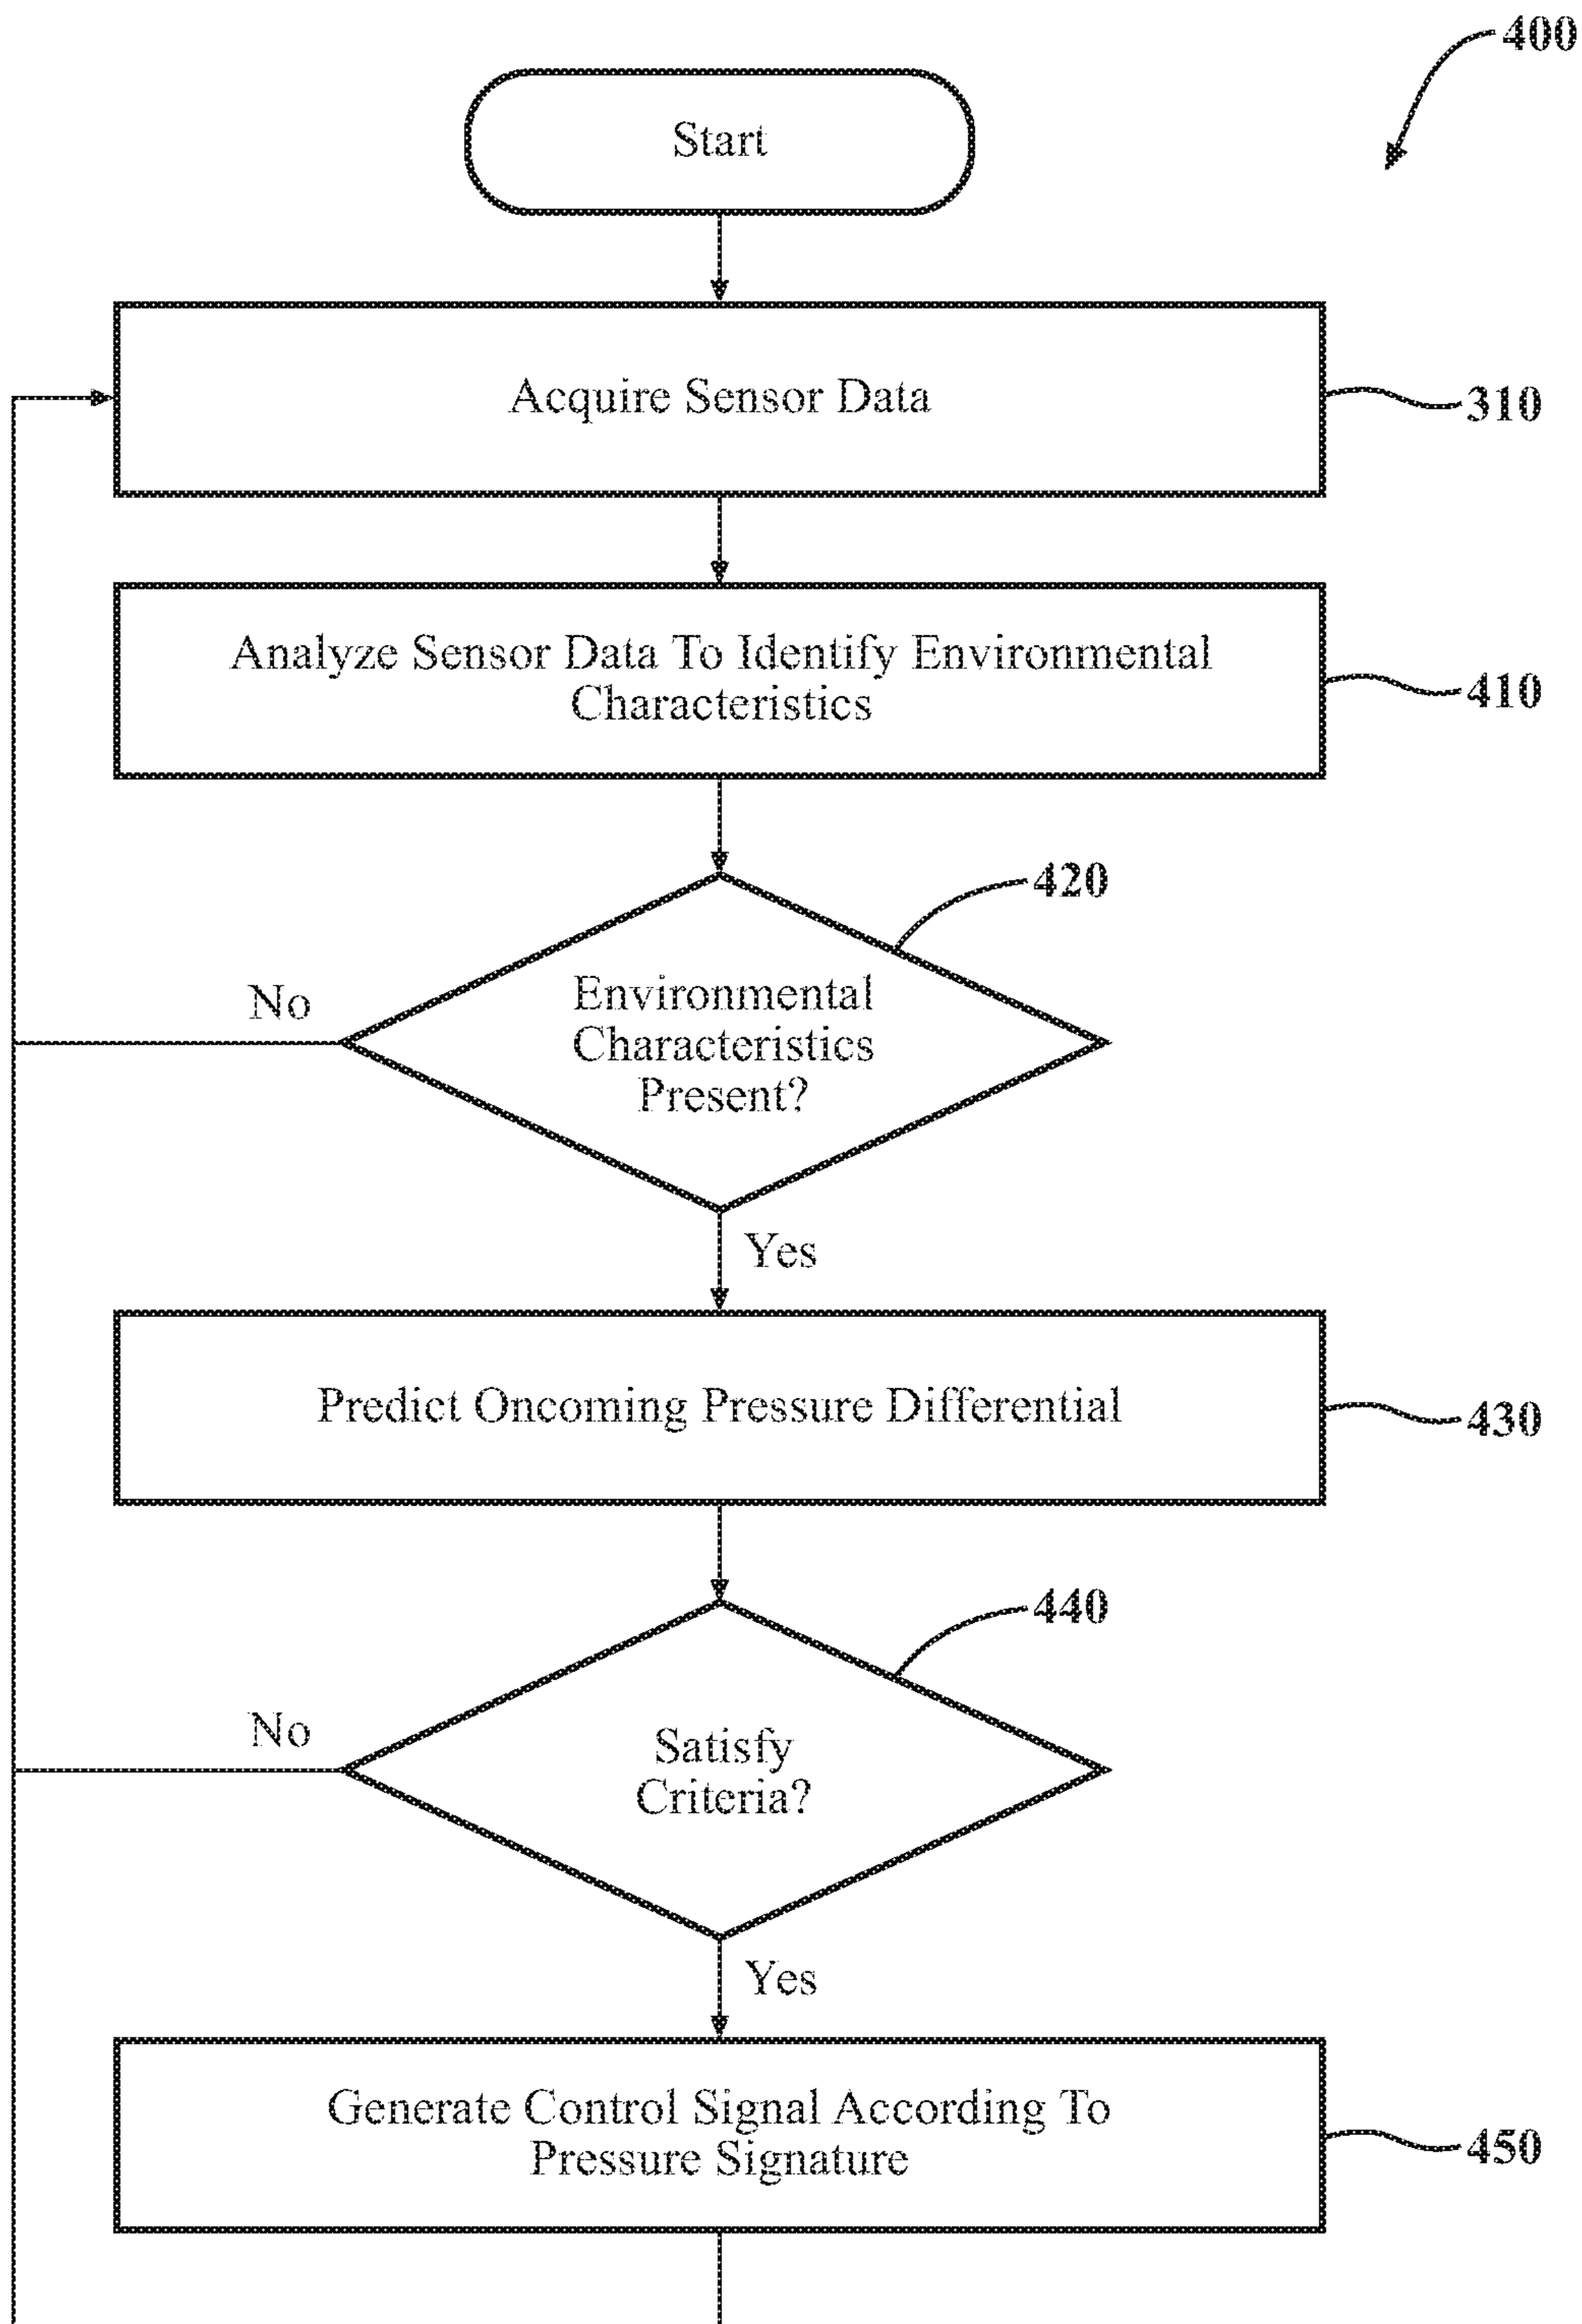 400
Start
Acquire Sensor Data
310
Analyze Sensor Data To Identify Environmental
Characteristics
410
420
Environmental
Characteristics
Present?
No
Yes
Predict Oncoming Pressure Differential
430
440
Satisfy
Criteria?
No
Yes
Generate Control Signal According To
Pressure Signature
450